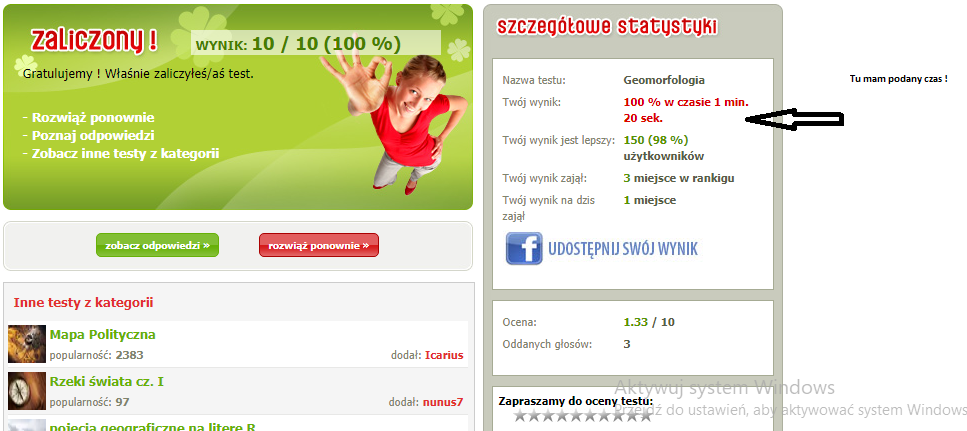 zaliczony !
WYNIK: 10 / 10 (100 %)
Gratulujemy ! Właśnie zaliczyłeś/aś test.
- Rozwiąż ponownie
- Poznaj odpowiedzi
- Zobacz inne testy z kategorii
zobacz odpowiedzi »
rozwiąż ponownie »
Inne testy z kategorii
Mapa Polityczna
popularność: 2383
dodał: Icarius
Rzeki świata cz. I
popularność: 97
dodał: nunus7
pojęcia geograficzne na literę R
szczegółowe statystyki
Nazwa testu: Geomorfologia
Twój wynik: 100 % w czasie 1 min.
20 sek.
Twój wynik jest lepszy: 150 (98 %)
użytkowników
Twój wynik zajął: 3 miejsce w rankigu
Twój wynik na dzis 1 miejsce
zajął
UDOSTĘPNIJ SWÓJ WYNIK
Ocena: 1.33 / 10
Oddanych głosów: 3
Zapraszamy do oceny testu:
Tu mam podany czas !
Aktywuj system Windows
Przejdź do ustawień, aby aktywować system Windows